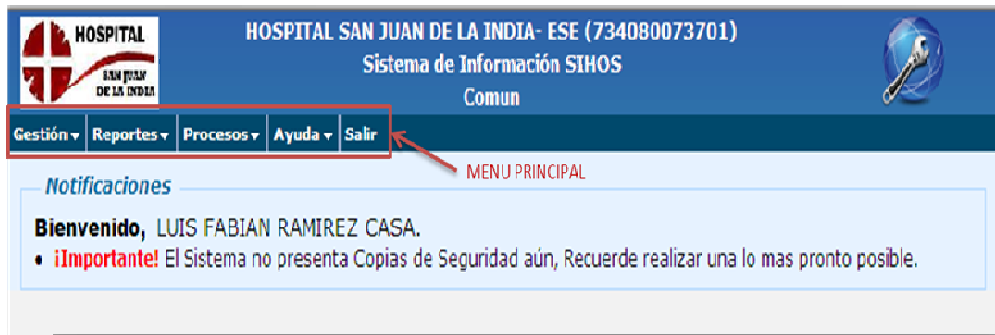 HOSPITAL
SAN JUAN
DE LA INDIA
HOSPITAL SAN JUAN DE LA INDIA- ESE (734080073701)
Sistema de Información SIHOS
Comun
Gestión Reportes Procesos Ayuda Salir
MENU PRINCIPAL
Notificaciones
Bienvenido, LUIS FABIAN RAMIREZ CASA.
• ¡Importante! El Sistema no presenta Copias de Seguridad aún, Recuerde realizar una lo mas pronto posible.